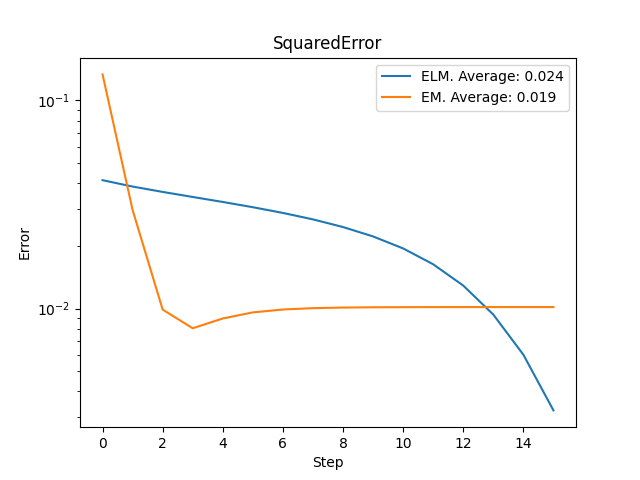 SquaredError
ELM. Average: 0.024
EM. Average: 0.019
10⁻¹
10⁻²
Error
0 2 4 6 8 10 12 14
Step